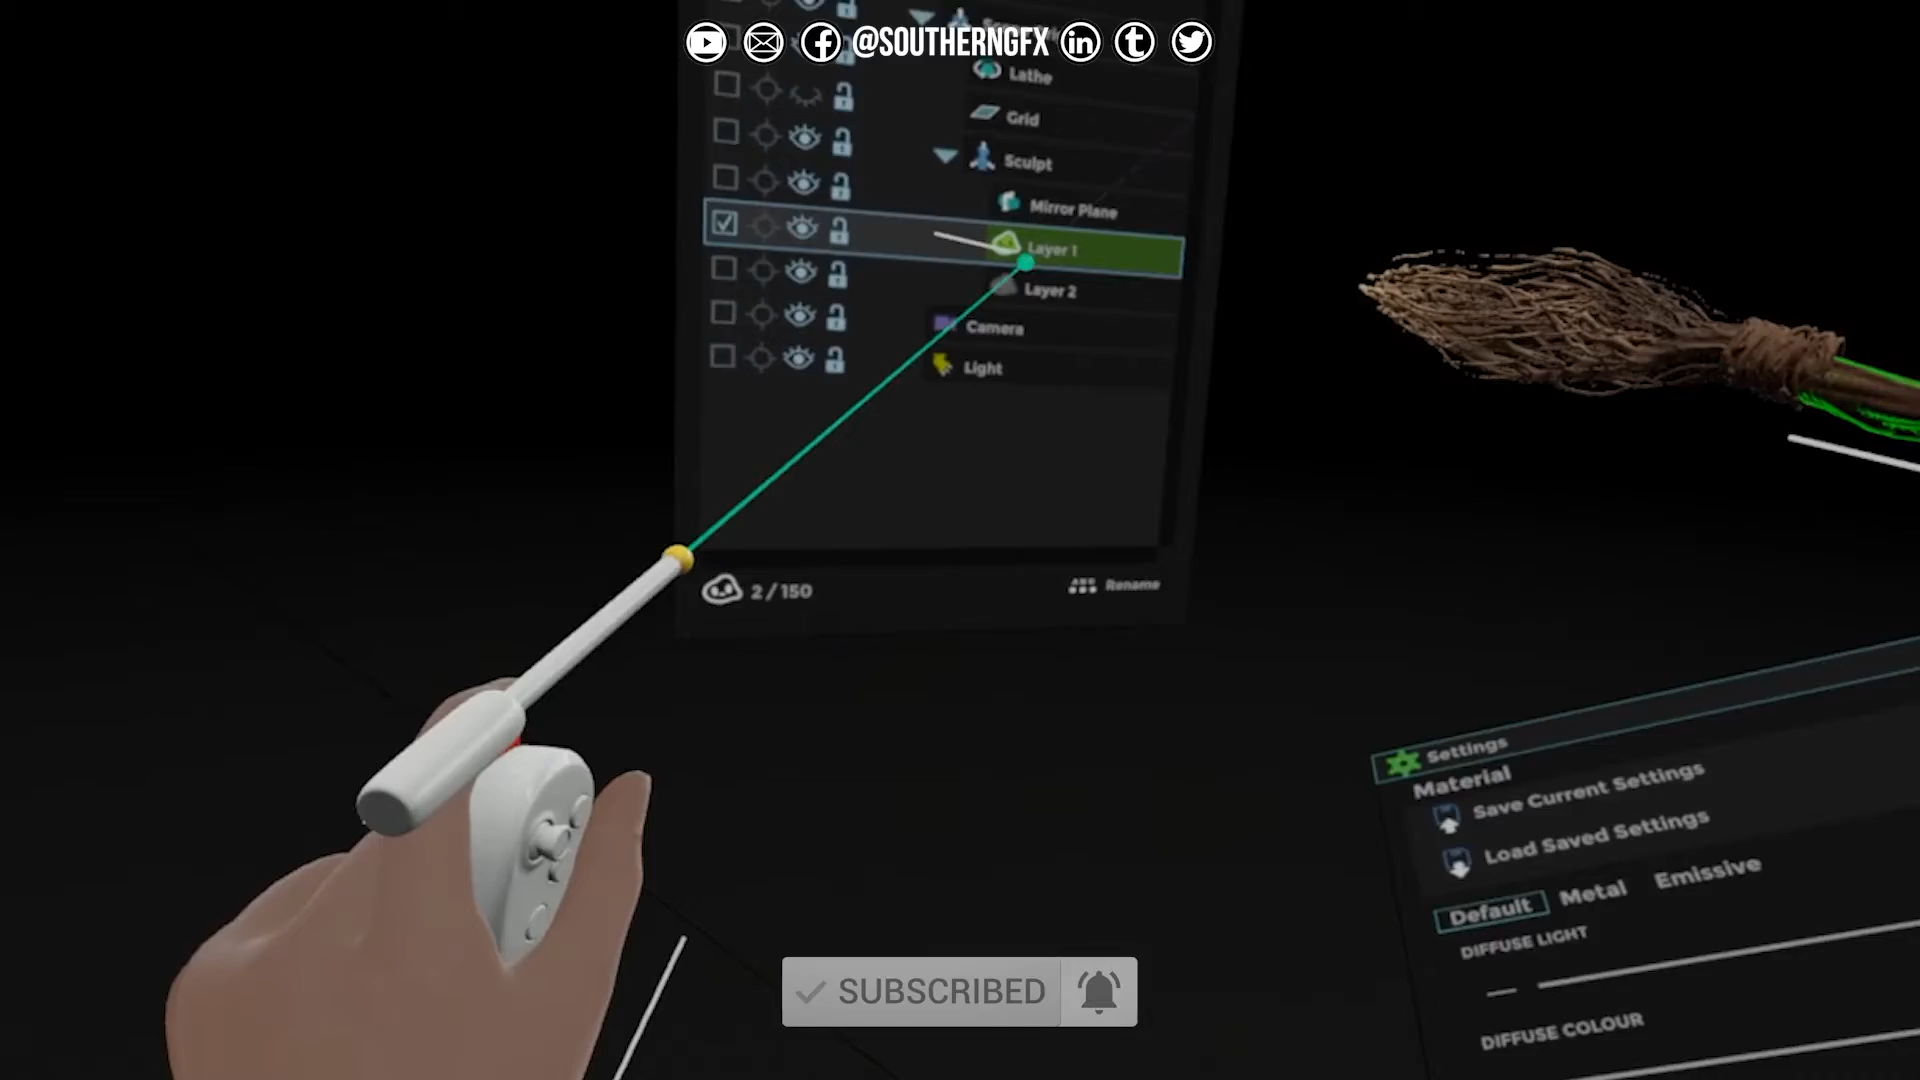 @SOUTHERNGFX
Lathe
Grid
Sculpt
Mirror Plane
Layer 1
Layer 2
Camera
Light
2 / 150
Rename
Settings
Material
Save Current Settings
Load Saved Settings
Default Metal Emissive
DIFFUSE LIGHT
DIFFUSE COLOUR
SUBSCRIBED